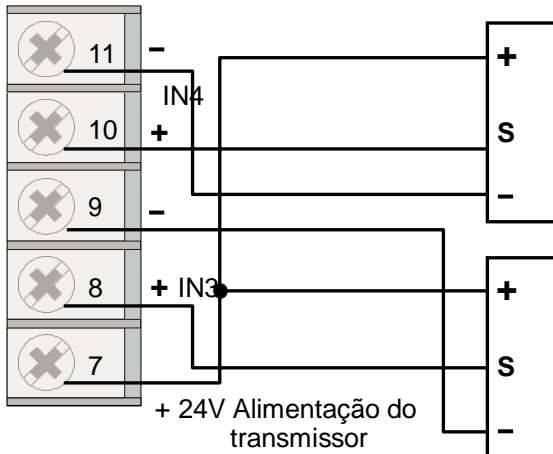 11 −
+
IN4
10 +
S
−
9 −
8 + IN3
+
7
S
+ 24V Alimentação do
transmissor
−